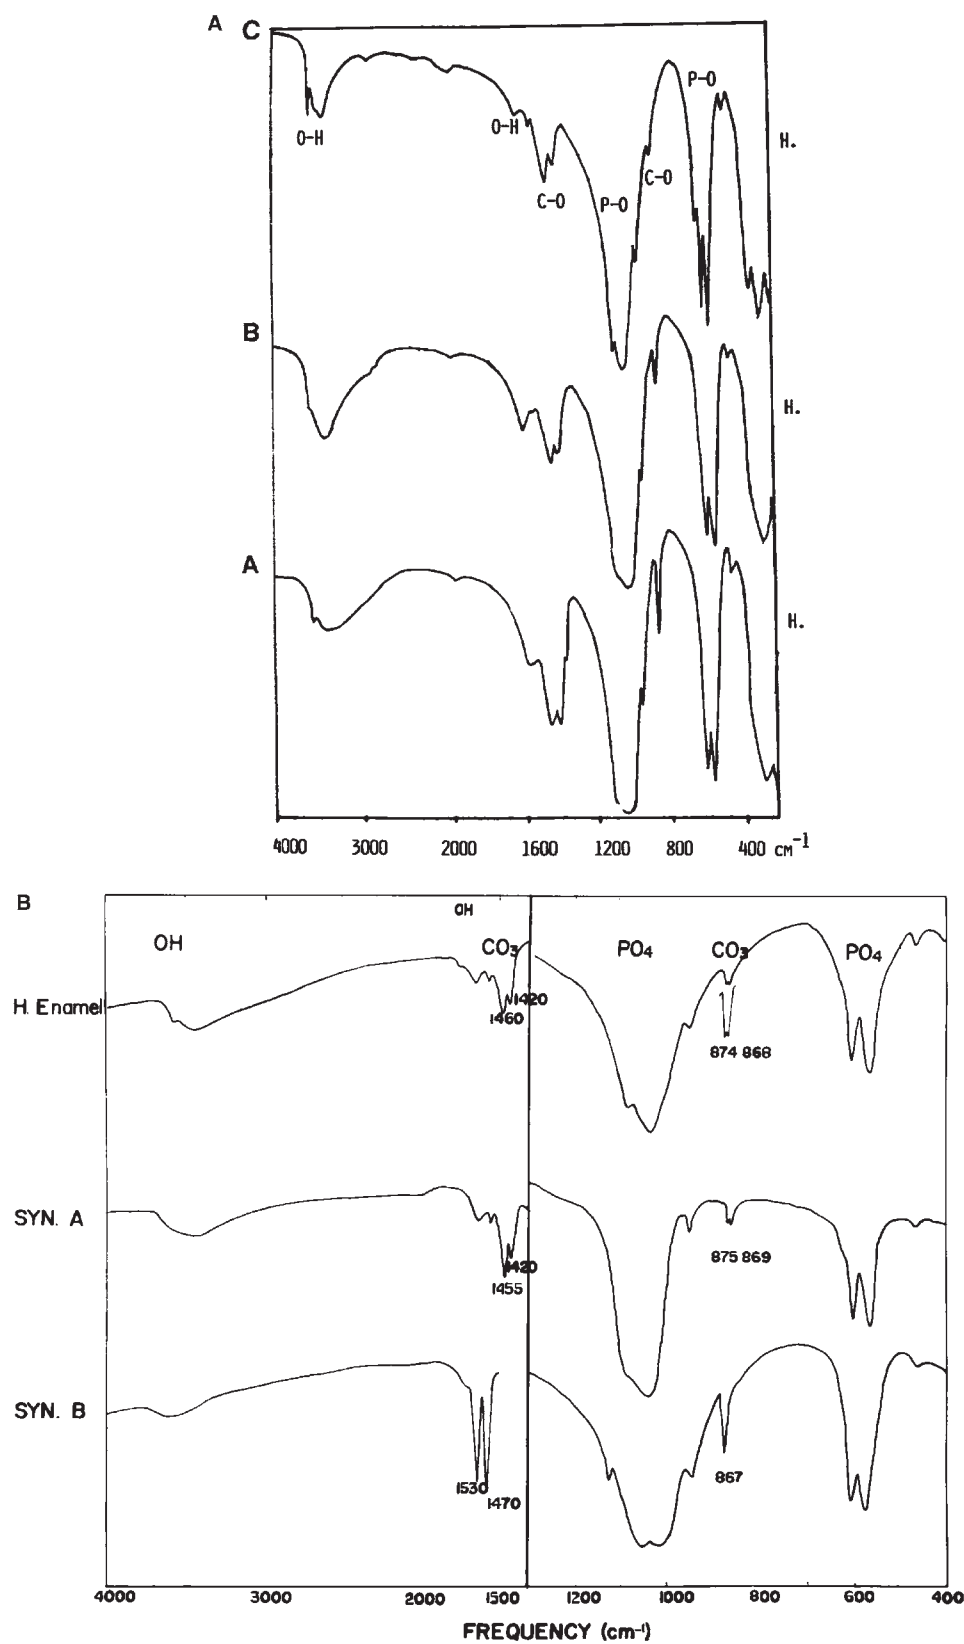 A C
P-O
O-H
O-H
H.
C-O
C-O
P-O
B
H.
A
H.
4000 3000 2000 1600 1200 800 400 CM-1
B
OH
OH CO3 PO4 CO3 PO4
H. Enamel
1420
1460
874 868
SYN. A
1420
1455
875 869
SYN. B
1530
1470
867
4000 3000 2000 1500 1200 1000 800 600 400
FREQUENCY (cm-1)